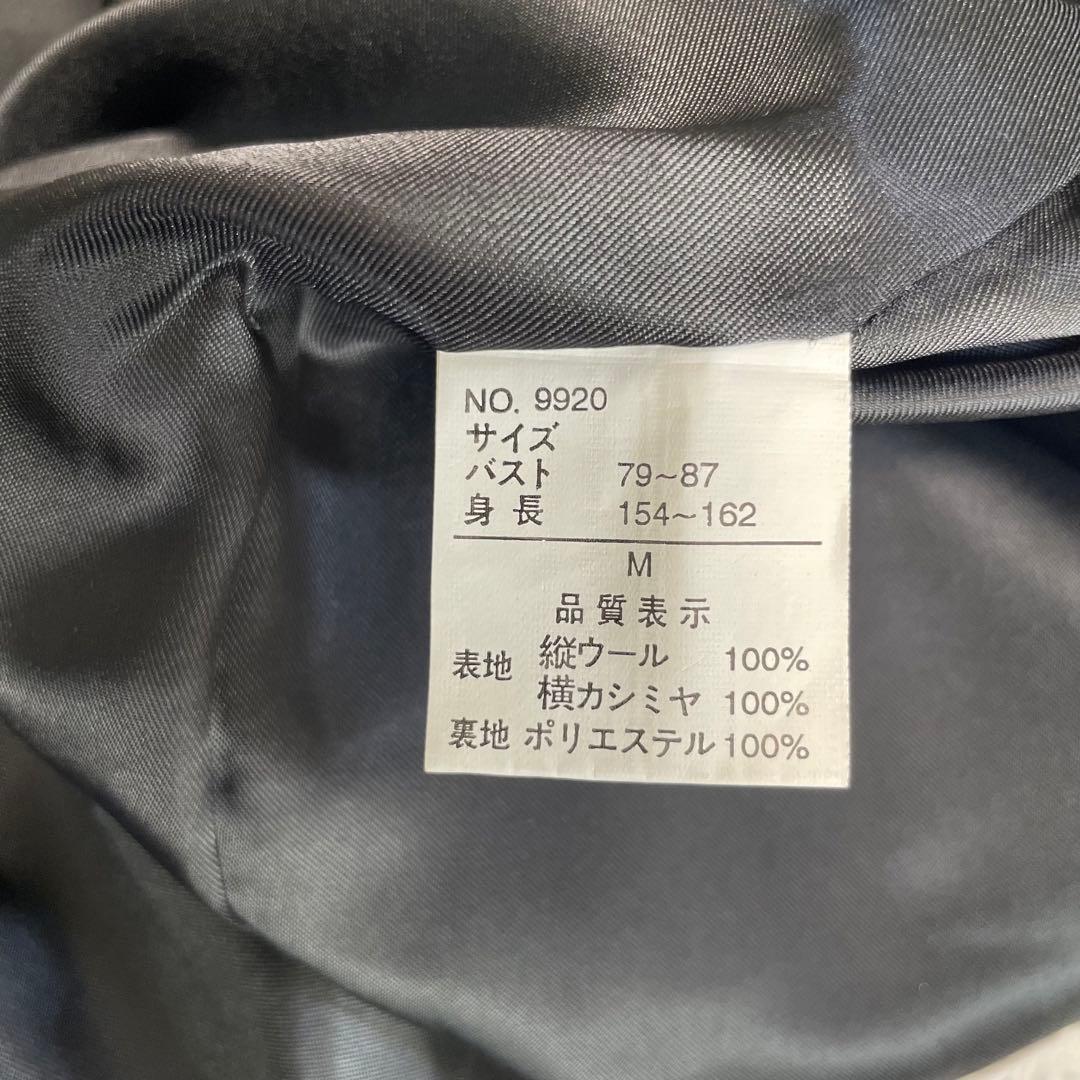 NO. 9920
サイズ
バスト 79~87
身長 154~162
M
品質表示
表地 縦ウール 100%
横カシミヤ 100%
裏地 ポリエステル 100%